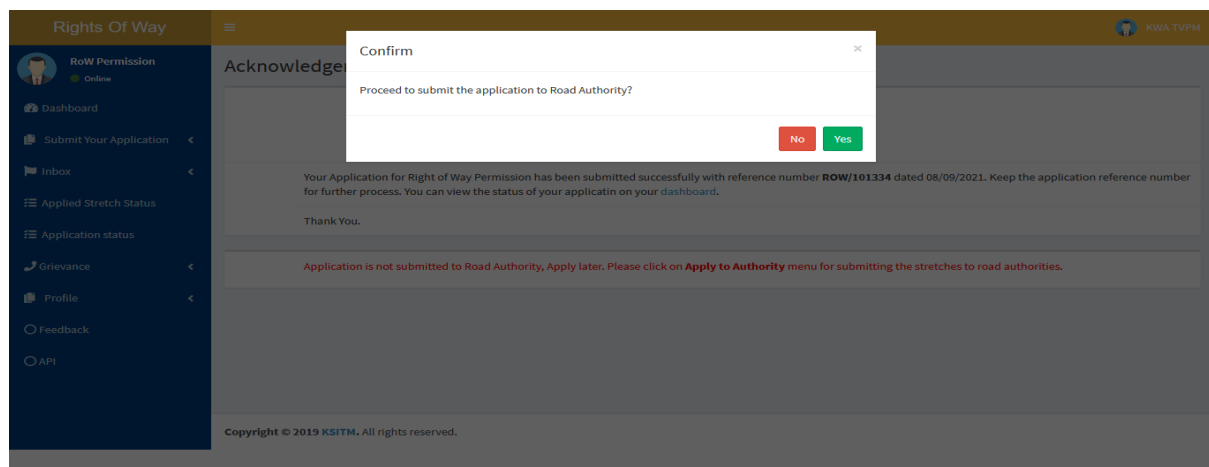 Rights Of Way
KWA TVPM
RoW Permission
Online
Dashboard
Submit Your Application
Inbox
Applied Stretch Status
Application status
Grievance
Profile
Feedback
API
Confirm
×
Proceed to submit the application to Road Authority?
No Yes
Your Application for Right of Way Permission has been submitted successfully with reference number ROW/101334 dated 08/09/2021. Keep the application reference number
for further process. You can view the status of your applicatin on your dashboard.
Thank You.
Application is not submitted to Road Authority, Apply later. Please click on Apply to Authority menu for submitting the stretches to road authorities.
Copyright © 2019 KSITM. All rights reserved.